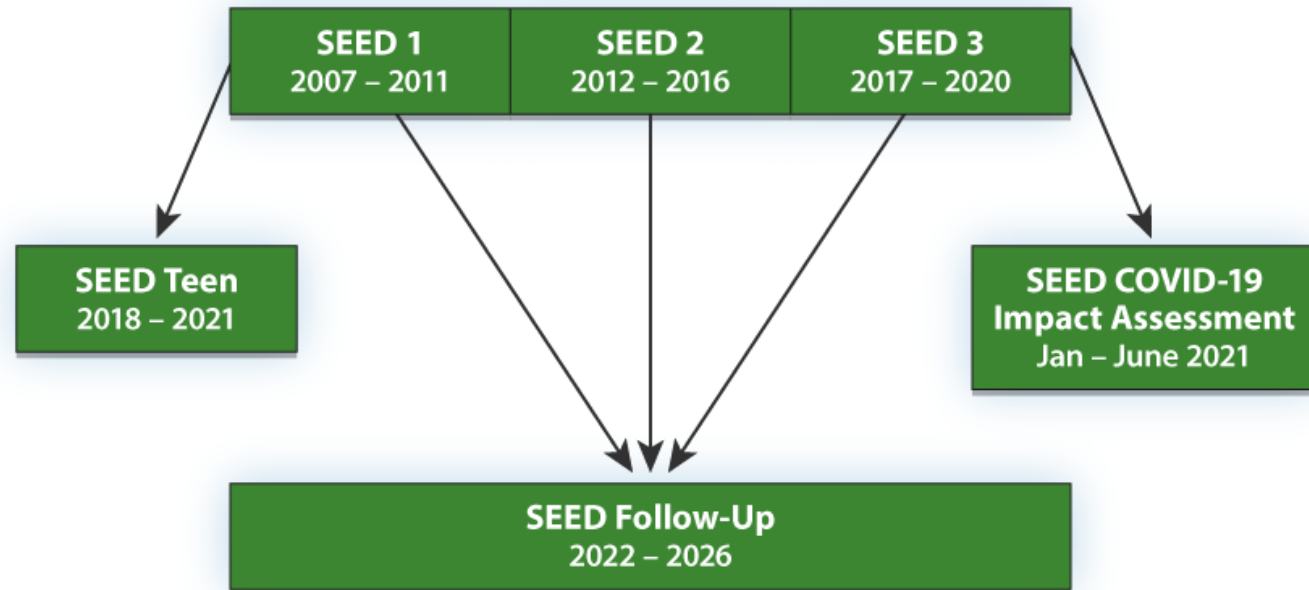 SEED 1
2007 – 2011
SEED 2
2012 – 2016
SEED 3
2017 – 2020
SEED Teen
2018 – 2021
SEED COVID-19
Impact Assessment
Jan – June 2021
SEED Follow-Up
2022 – 2026